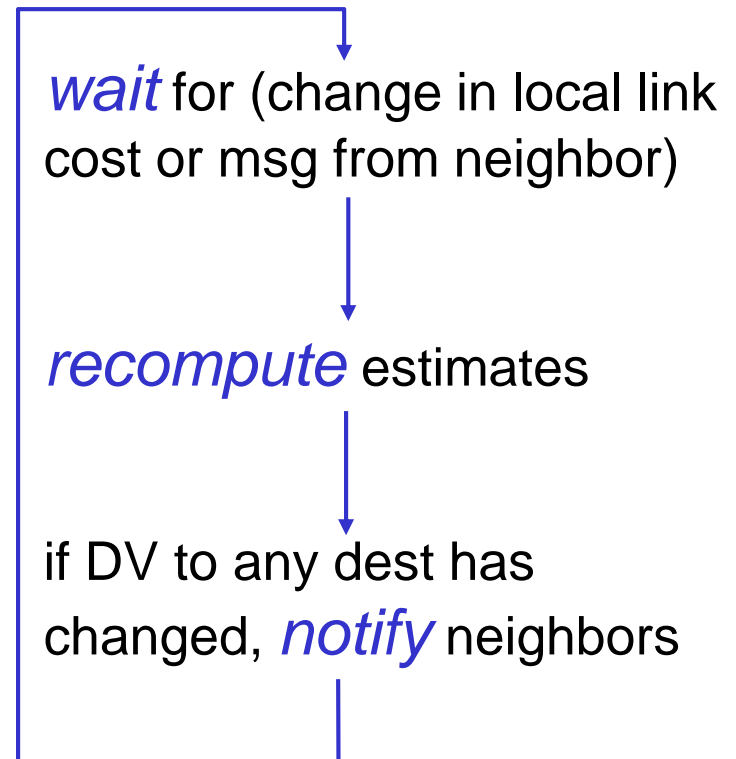 wait for (change in local link
cost or msg from neighbor)
recompute estimates
if DV to any dest has
changed, notify neighbors